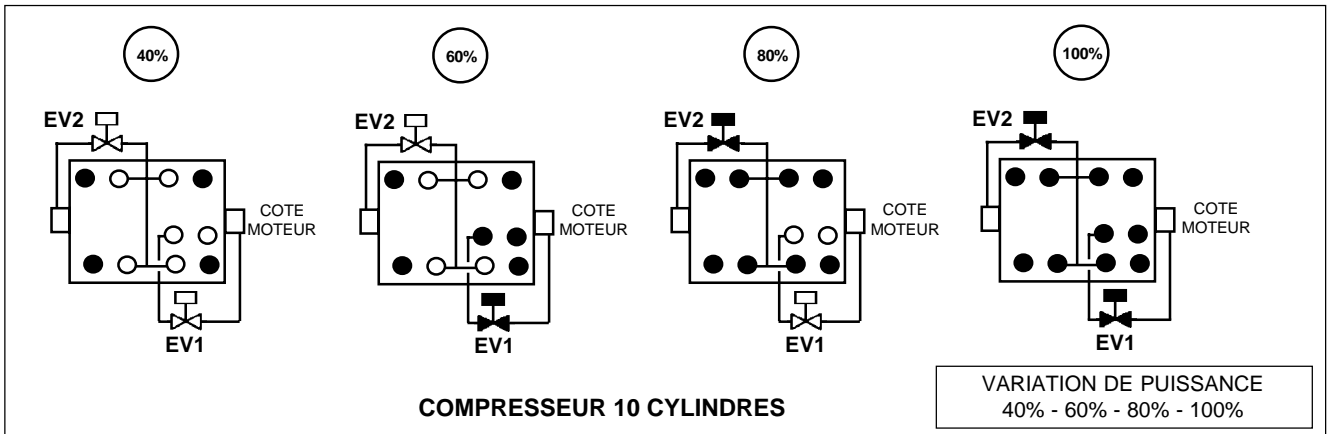 40%
60%
80%
100%
EV2
EV2
EV2
EV2
COTE
MOTEUR
COTE
MOTEUR
COTE
MOTEUR
COTE
MOTEUR
EV1
EV1
EV1
EV1
COMPRESSEUR 10 CYLINDRES
VARIATION DE PUISSANCE
40% - 60% - 80% - 100%